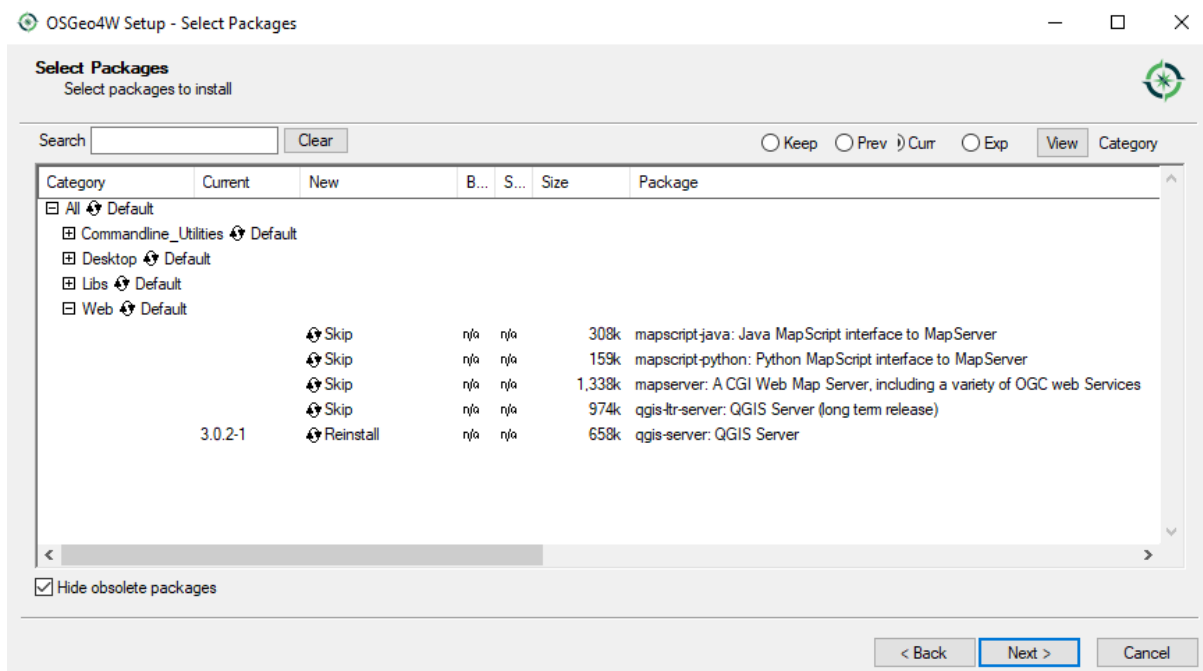 OSGeo4W Setup - Select Packages
Select Packages
Select packages to install
Search Clear Keep Prev Curr Exp View Category
Category Current New B... S... Size Package
All Default
Commandline_Utilities Default
Desktop Default
Libs Default
Web Default
Skip n/a n/a 308k mapscript-java: Java MapScript interface to MapServer
Skip n/a n/a 159k mapscript-python: Python MapScript interface to MapServer
Skip n/a n/a 1,338k mapserver: A CGI Web Map Server, including a variety of OGC web Services
Skip n/a n/a 974k qgis-ltr-server: QGIS Server (long term release)
3.0.2-1 Reinstall n/a n/a 658k qgis-server: QGIS Server
Hide obsolete packages
< Back Next > Cancel